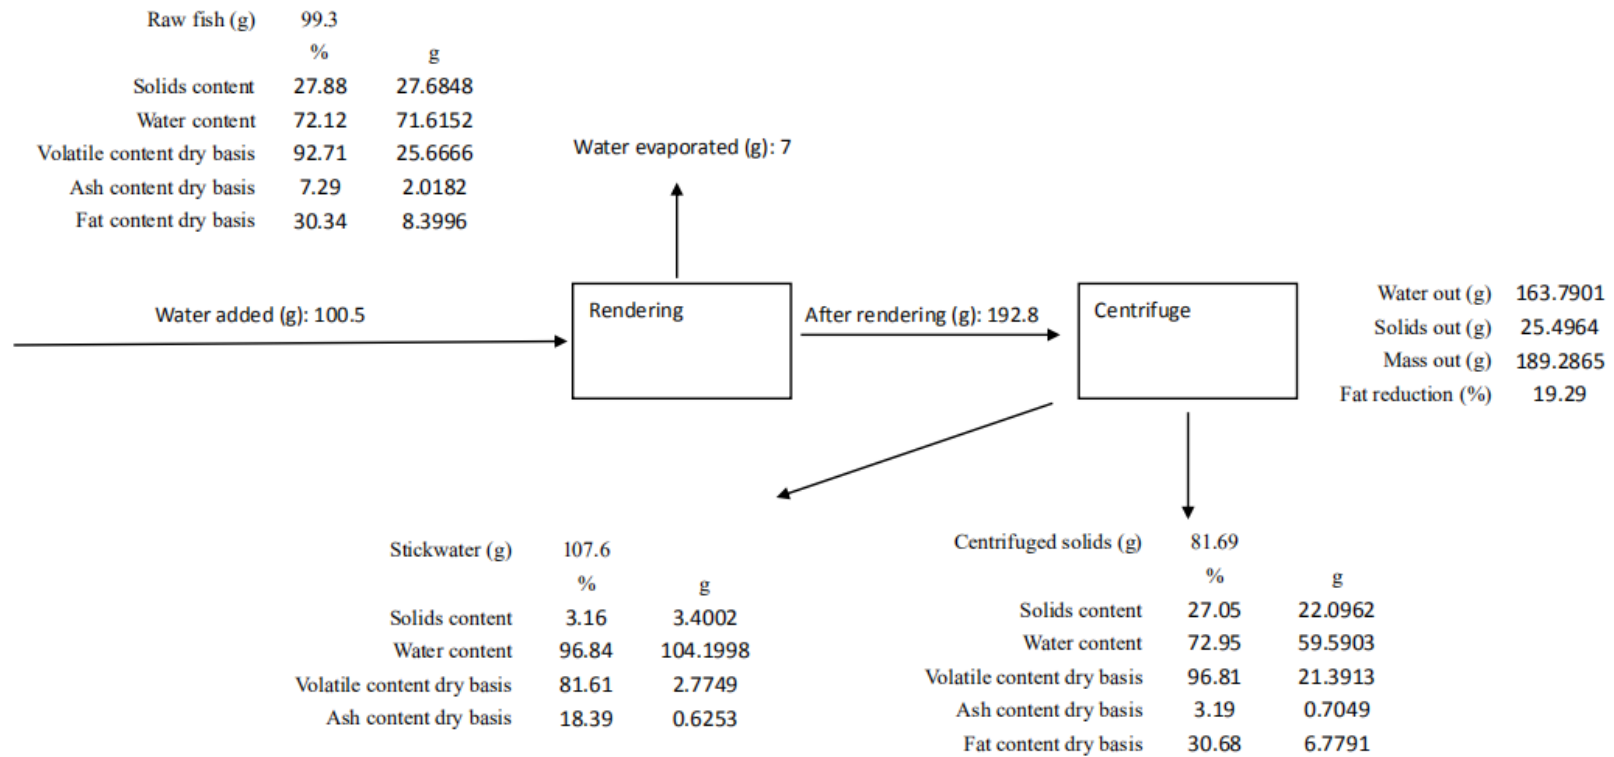 Raw fish (g) 99.3
% g
Solids content 27.88 27.6848
Water content 72.12 71.6152
Volatile content dry basis 92.71 25.6666
Ash content dry basis 7.29 2.0182
Fat content dry basis 30.34 8.3996
Water evaporated (g): 7
Water added (g): 100.5
Rendering
After rendering (g): 192.8
Centrifuge
Water out (g) 163.7901
Solids out (g) 25.4964
Mass out (g) 189.2865
Fat reduction (%) 19.29
Stickwater (g) 107.6
% g
Solids content 3.16 3.4002
Water content 96.84 104.1998
Volatile content dry basis 81.61 2.7749
Ash content dry basis 18.39 0.6253
Centrifuged solids (g) 81.69
% g
Solids content 27.05 22.0962
Water content 72.95 59.5903
Volatile content dry basis 96.81 21.3913
Ash content dry basis 3.19 0.7049
Fat content dry basis 30.68 6.7791